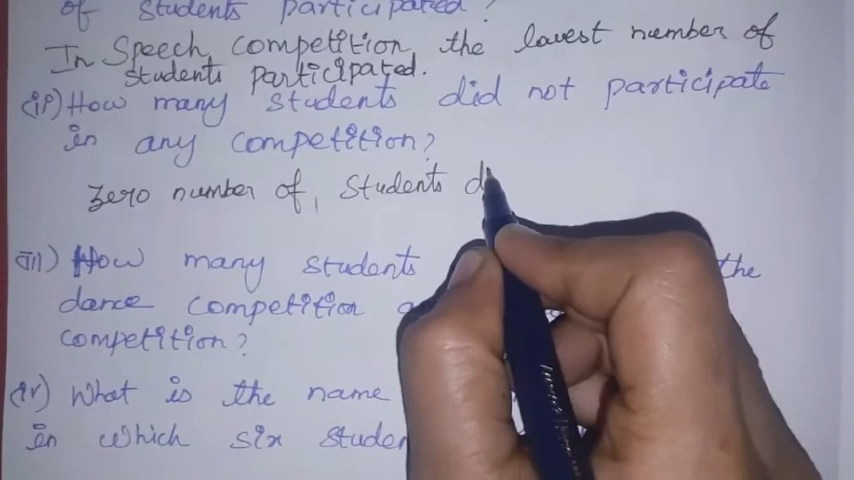 of students participated?
In Speech competition the lowest number of
students participated.
(ii) How many students did not participate
in any competition?
zero number of students d
(iii) How many students the
dance competition
competition?
(iv) What is the name
in which six studen